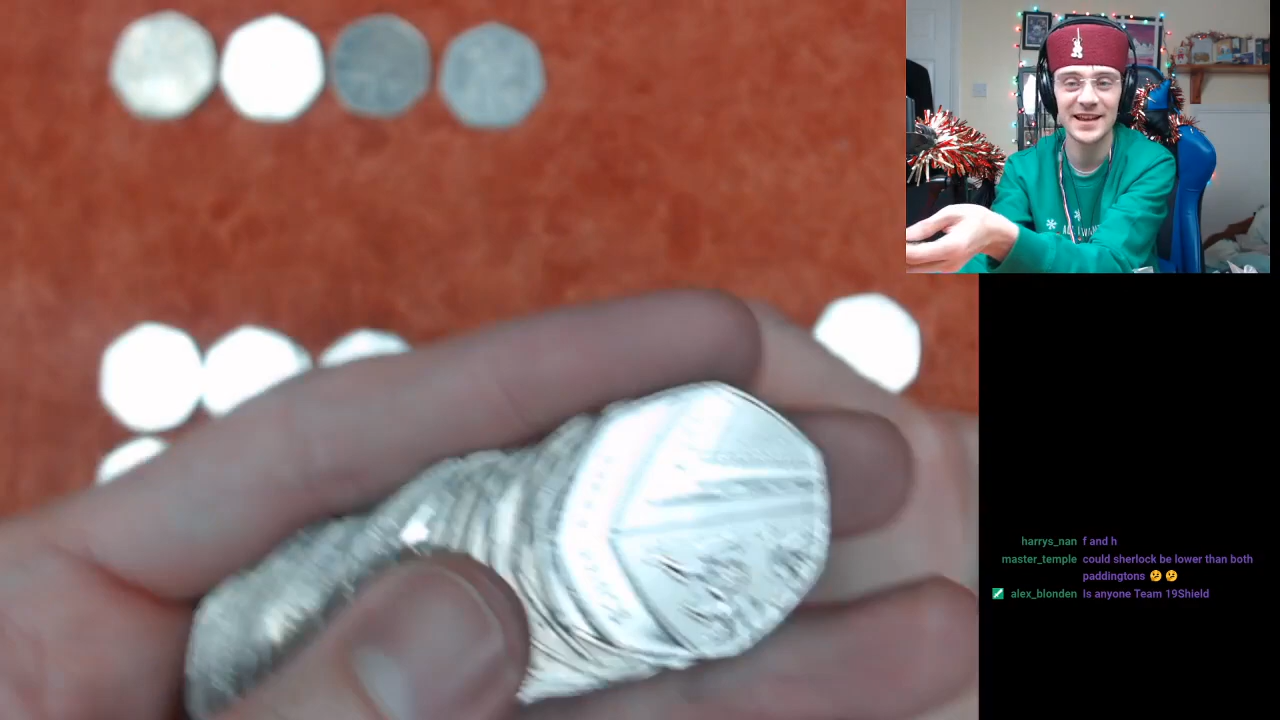 harrys_nan f and h
master_temple could sherlock be lower than both
paddingtons 🤔 🤔
alex_blonden Is anyone Team 19Shield